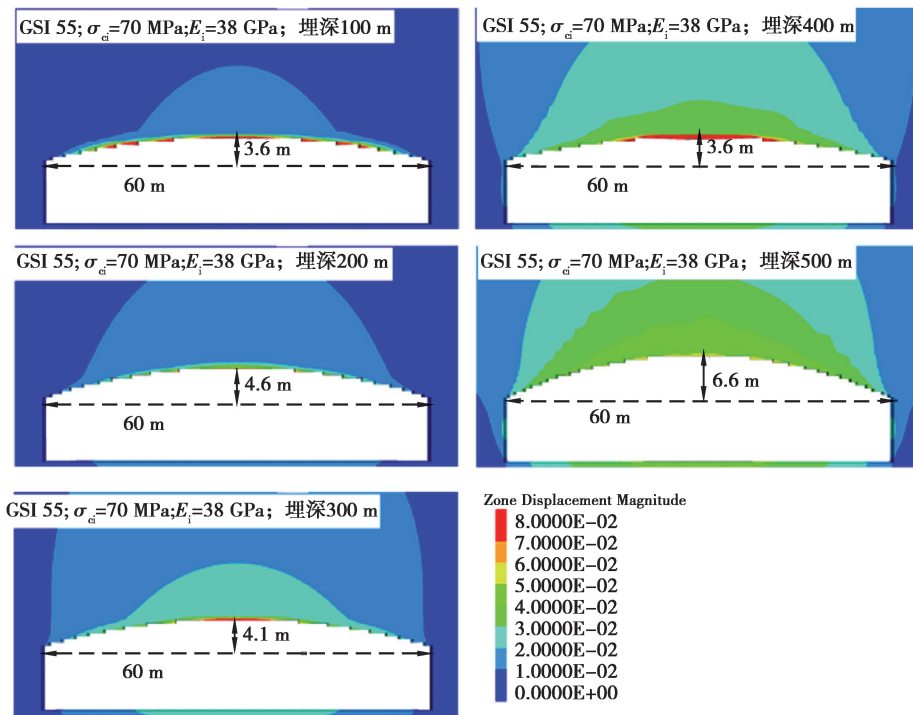 GSI 55; σci=70 MPa;Ei=38 GPa; 埋深100 m
3.6 m
60 m
GSI 55; σci=70 MPa;Ei=38 GPa; 埋深400 m
3.6 m
60 m
GSI 55; σci=70 MPa;Ei=38 GPa; 埋深200 m
4.6 m
60 m
GSI 55; σci=70 MPa;Ei=38 GPa; 埋深500 m
6.6 m
60 m
GSI 55; σci=70 MPa;Ei=38 GPa; 埋深300 m
4.1 m
60 m
Zone Displacement Magnitude
8.0000E-02
7.0000E-02
6.0000E-02
5.0000E-02
4.0000E-02
3.0000E-02
2.0000E-02
1.0000E-02
0.0000E+00